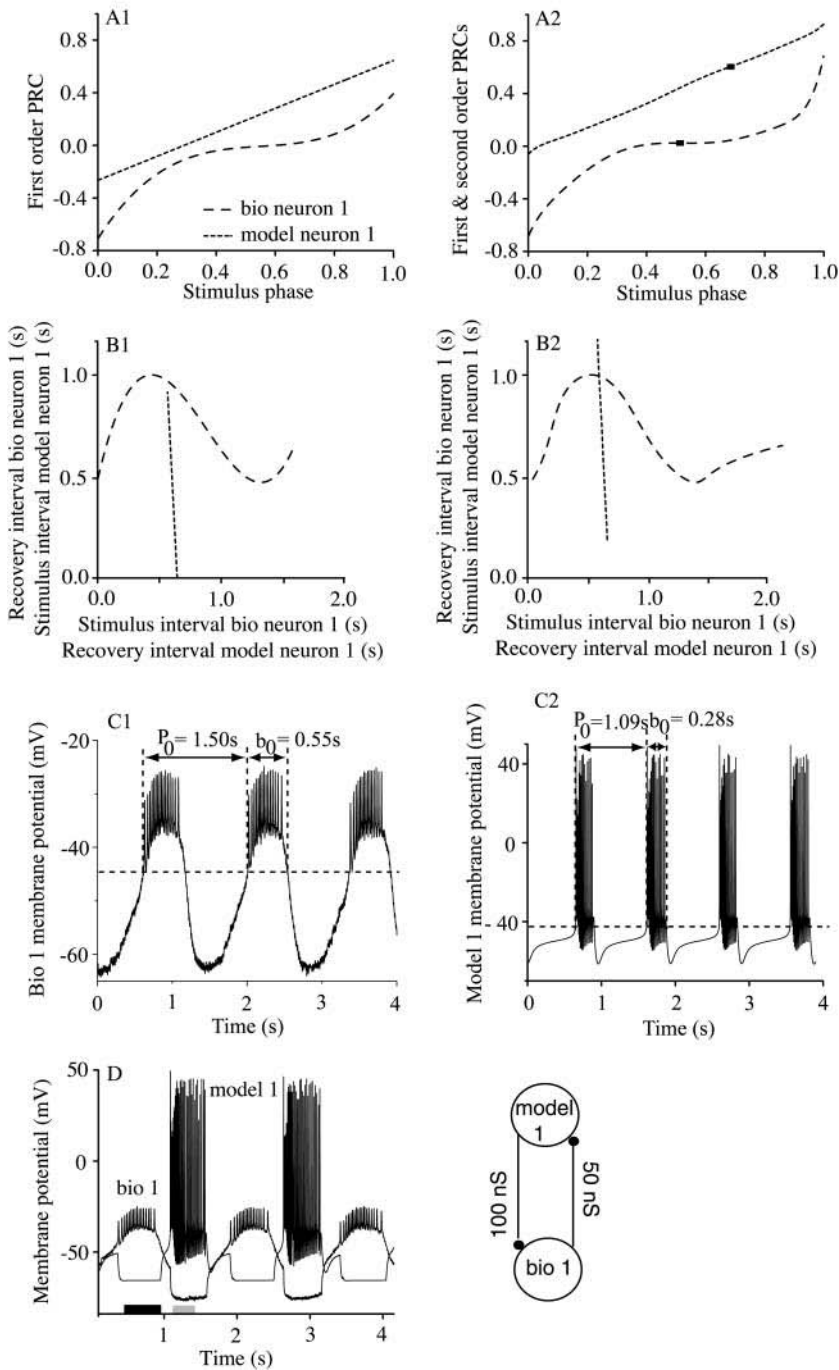 A1
First order PRC
0.8
0.4
0.0
-0.4
-0.8
bio neuron 1
model neuron 1
0.0 0.2 0.4 0.6 0.8 1.0
Stimulus phase
A2
First & second order PRCs
0.8
0.4
0.0
-0.4
-0.8
0.0 0.2 0.4 0.6 0.8 1.0
Stimulus phase
B1
Recovery interval bio neuron 1 (s)
Stimulus interval model neuron 1 (s)
1.0
0.5
0.0
0.0 1.0 2.0
Stimulus interval bio neuron 1 (s)
Recovery interval model neuron 1 (s)
B2
Recovery interval bio neuron 1 (s)
Stimulus interval model neuron 1 (s)
1.0
0.5
0.0
0.0 0.5 1.0 1.5 2.0
Stimulus interval bio neuron 1 (s)
Recovery interval model neuron 1 (s)
C1
P0= 1.50s b0= 0.55s
Bio 1 membrane potential (mV)
-20
-40
-60
0 1 2 3 4
Time (s)
C2
P0=1.09s b0= 0.28s
Model 1 membrane potential (mV)
40
0
-40
-80
0 1 2 3 4
Time (s)
D
Membrane potential (mV)
50
0
-50
model 1
bio 1
1 2 3 4
Time (s)
model
1
100 nS
50 nS
bio 1